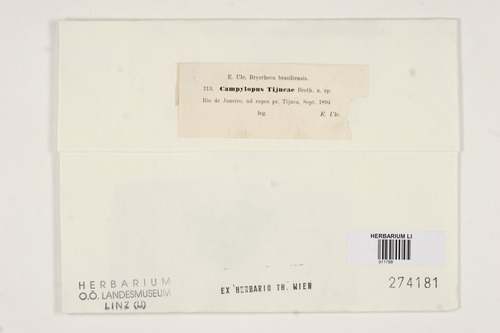 E. Ule. Bryotheca brasiliensis.
213. Campylopus Tijucae Broth. n. sp.
Rio de Janeiro, ad rupes pr. Tijuca, Sept. 1894
leg. E. Ule.
HERBARIUM LI
911788
HERBARIUM
O.Ö. LANDESMUSEUM
LINZ (LI)
EX HERBARIO TH. WIEN
274181